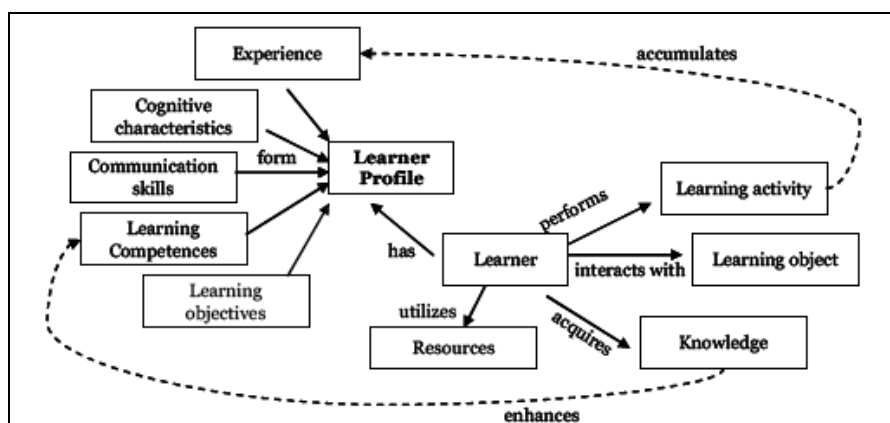 Experience
accumulates
Cognitive
characteristics
form
Communication
skills
Learner
Profile
Learning activity
performs
Learning
Competences
has
Learner
interacts with
Learning object
Learning
objectives
utilizes
Resources
acquires
Knowledge
enhances